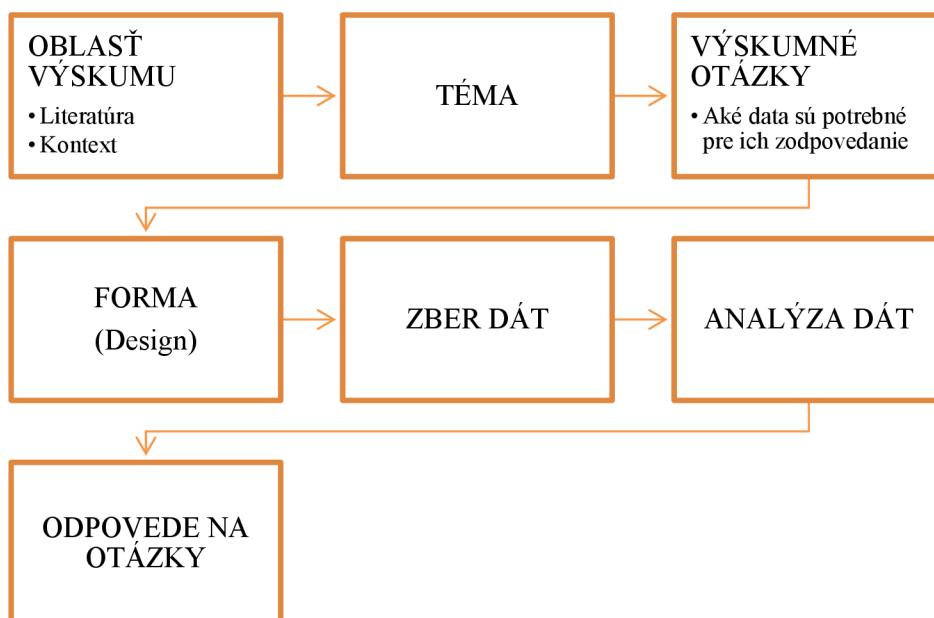 OBLASŤ
VÝSKUMU
• Literatúra
• Kontext
TÉMA
VÝSKUMNÉ
OTÁZKY
• Aké data sú potrebné
pre ich zodpovedanie
FORMA
(Design)
ZBER DÁT
ANALÝZA DÁT
ODPOVEDE NA
OTÁZKY